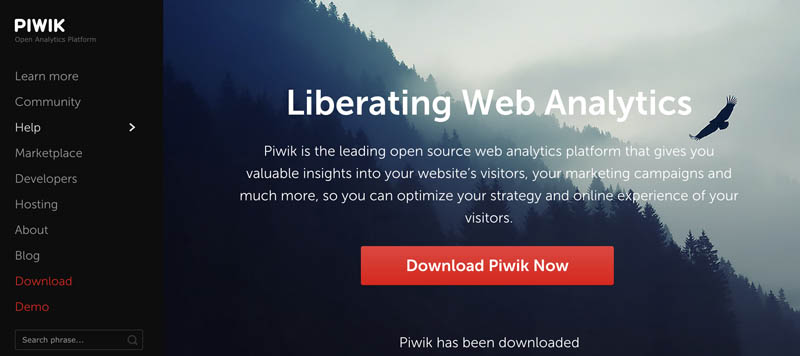 PIWIK
Open Analytics Platform
Learn more
Community
Help
Marketplace
Developers
Hosting
About
Blog
Download
Demo
Search phrase...
Liberating Web Analytics
Piwik is the leading open source web analytics platform that gives you
valuable insights into your website's visitors, your marketing campaigns and
much more, so you can optimize your strategy and online experience of your
visitors.
Download Piwik Now
Piwik has been downloaded